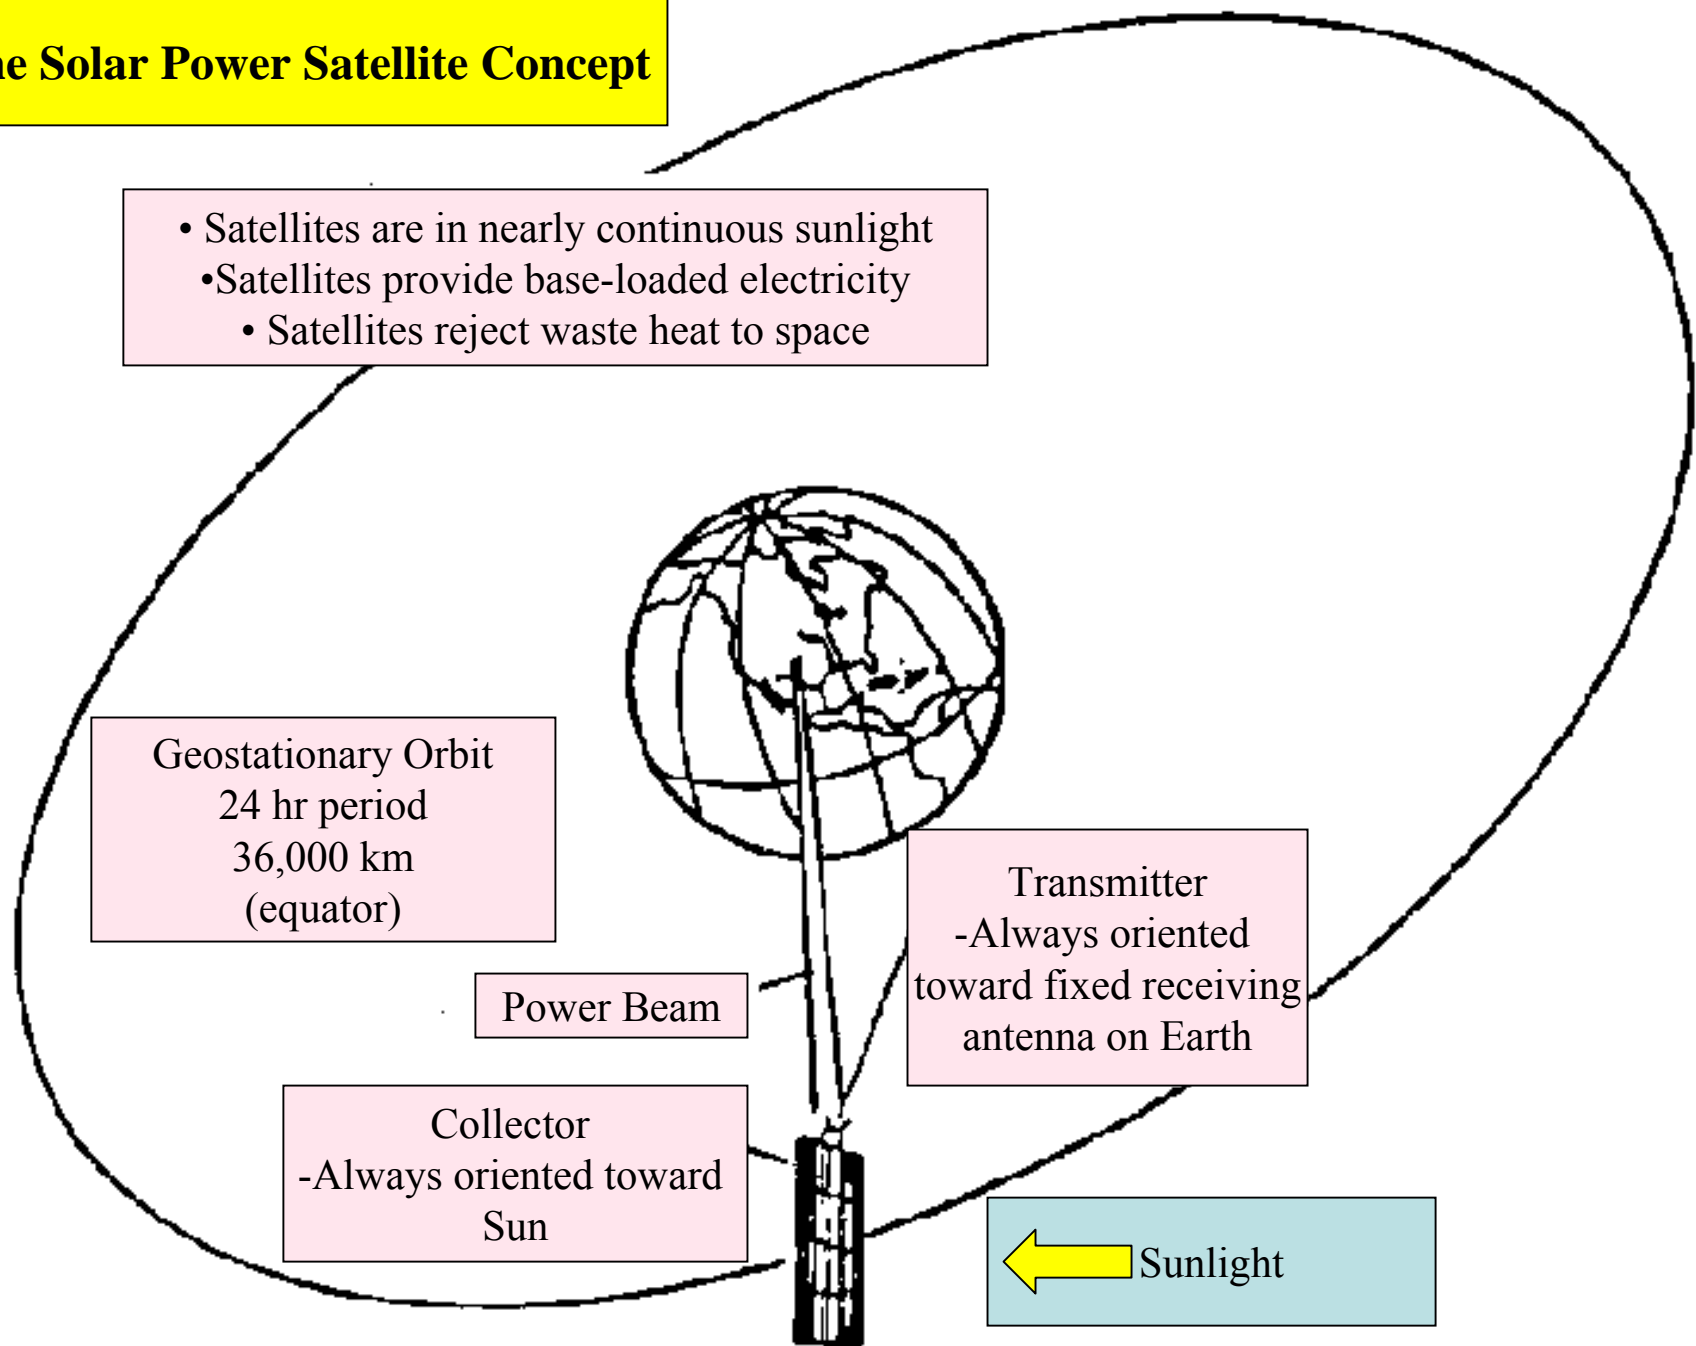 Solar Power Satellite Concept
• Satellites are in nearly continuous sunlight
•Satellites provide base-loaded electricity
• Satellites reject waste heat to space
Geostationary Orbit
24 hr period
36,000 km
(equator)
Transmitter
-Always oriented
toward fixed receiving
antenna on Earth
Power Beam
Collector
-Always oriented toward
Sun
Sunlight